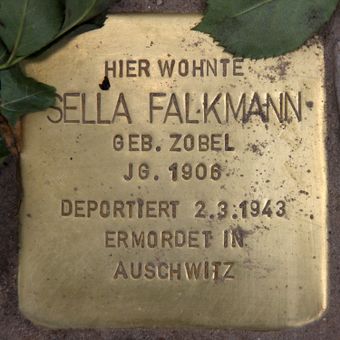 HIER WOHNTE
SELLA FALKMANN
GEB. ZOBEL
JG. 1906
DEPORTIERT 2.3.1943
ERMORDET IN
AUSCHWITZ